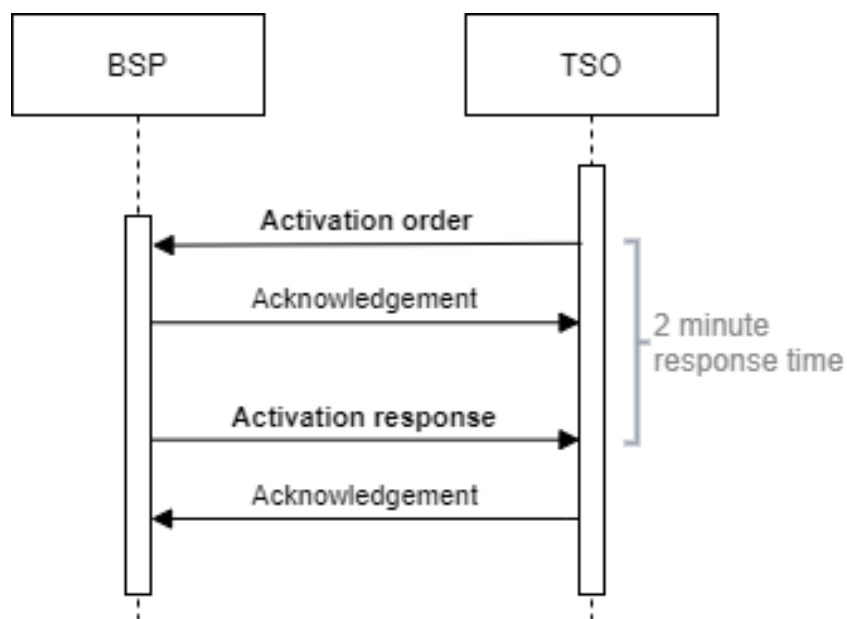 BSP
TSO
Activation order
Acknowledgement
2 minute
response time
Activation response
Acknowledgement